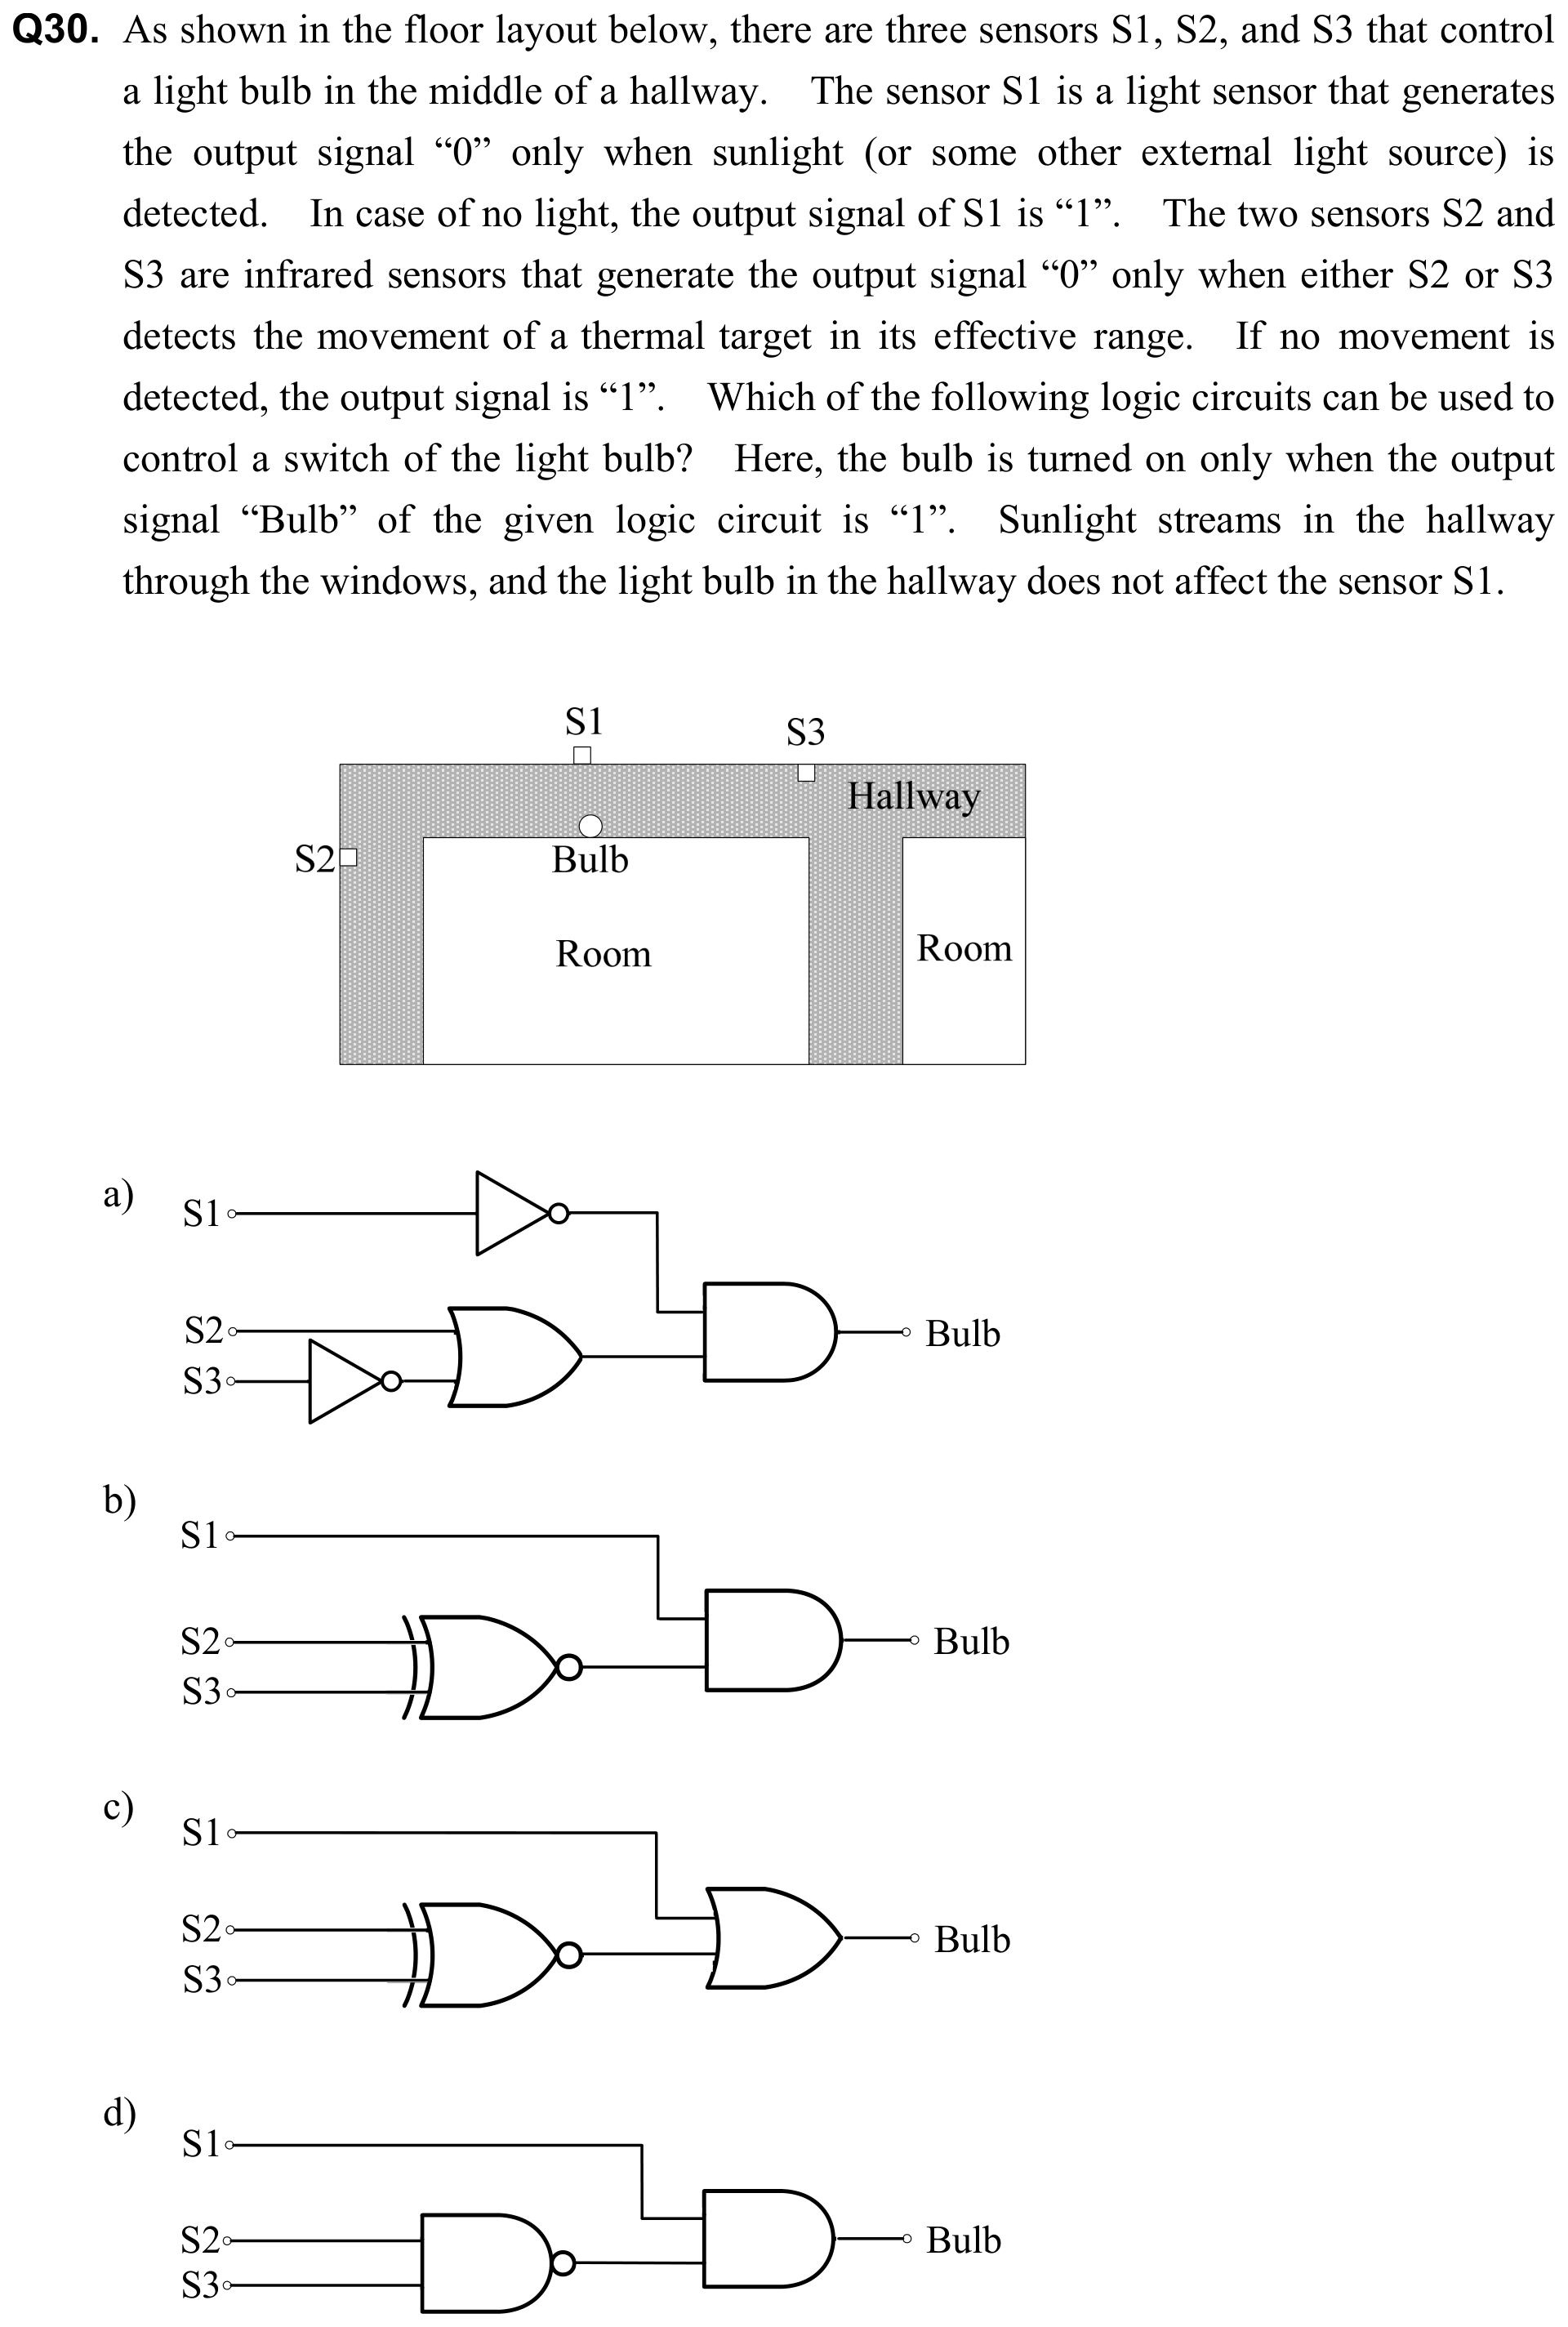 Q30. As shown in the floor layout below, there are three sensors S1, S2, and S3 that control
a light bulb in the middle of a hallway. The sensor S1 is a light sensor that generates
the output signal “0” only when sunlight (or some other external light source) is
detected. In case of no light, the output signal of S1 is “1”. The two sensors S2 and
S3 are infrared sensors that generate the output signal “0” only when either S2 or S3
detects the movement of a thermal target in its effective range. If no movement is
detected, the output signal is “1”. Which of the following logic circuits can be used to
control a switch of the light bulb? Here, the bulb is turned on only when the output
signal “Bulb” of the given logic circuit is “1”. Sunlight streams in the hallway
through the windows, and the light bulb in the hallway does not affect the sensor S1.
S1
S3
Hallway
S2
Bulb
Room
Room
a)
S1
S2
Bulb
S3
b)
S1
S2
Bulb
S3
c)
S1
S2
Bulb
S3
d)
S1
S2
Bulb
S3